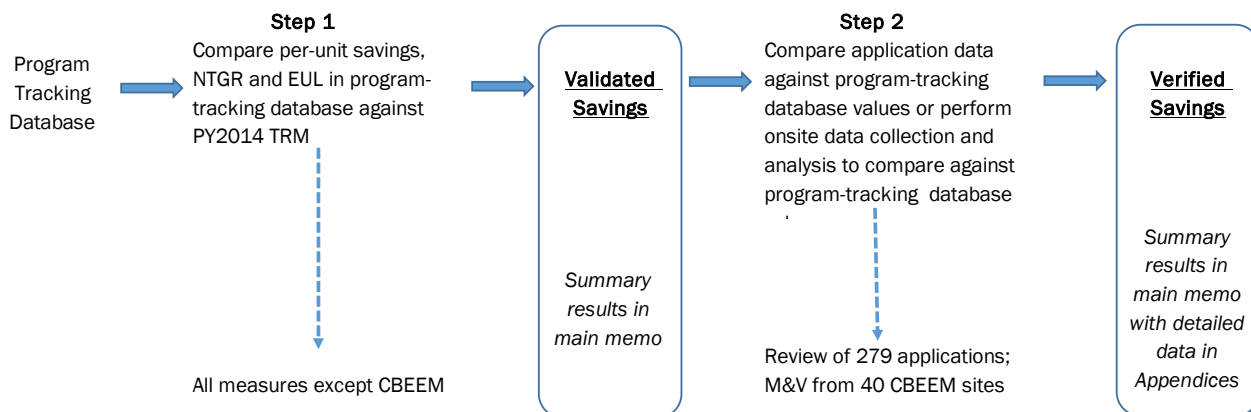 Program
Tracking
Database
Step 1
Compare per-unit savings,
NTGR and EUL in program-
tracking database against
PY2014 TRM
All measures except CBEEM
Validated
Savings
Summary
results in
main memo
Step 2
Compare application data
against program-tracking
database values or perform
onsite data collection and
analysis to compare against
program-tracking database
Review of 279 applications;
M&V from 40 CBEEM sites
Verified
Savings
Summary
results in
main memo
with detailed
data in
Appendices